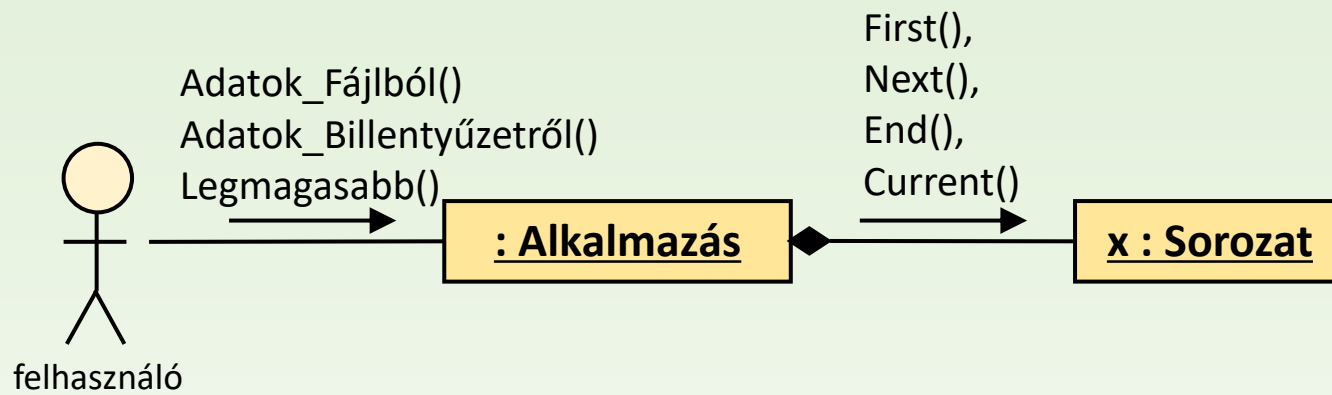 Adatok_Fájlból()
Adatok_Billentyűzetről()
Legmagasabb()
First(),
Next(),
End(),
Current()
: Alkalmazás
x : Sorozat
felhasználó